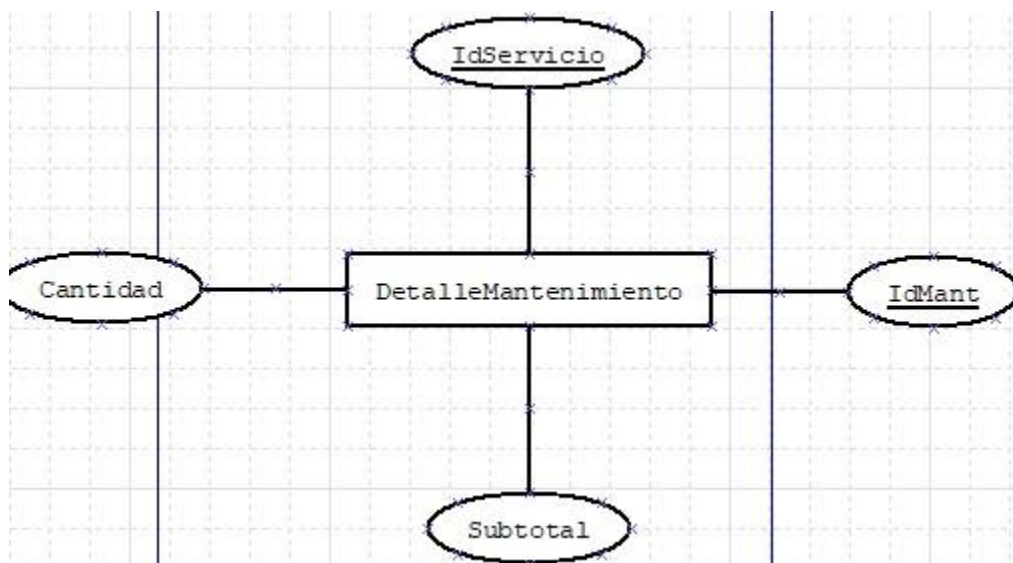 IdServicio
Cantidad
DetalleMantenimiento
IdMant
Subtotal